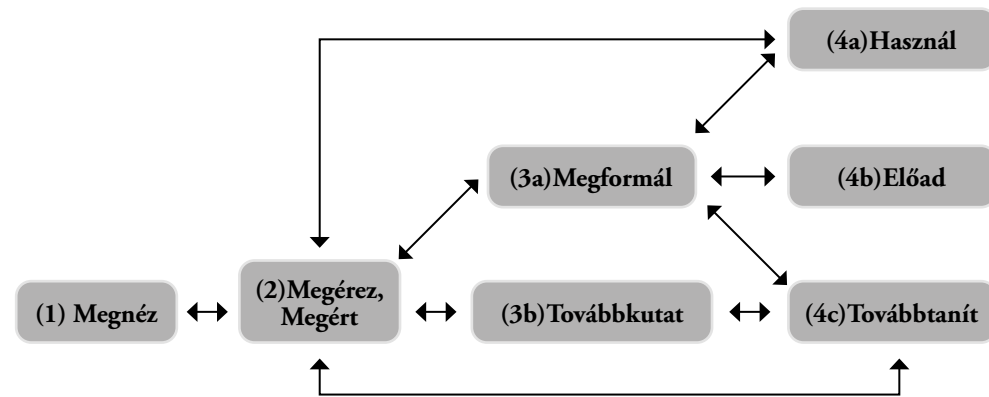 (4a)Használ
(3a)Megformál
(4b)Előad
(1) Megnéz
(2)Megérez,
Megért
(3b)Továbbkutat
(4c)Továbbtanít